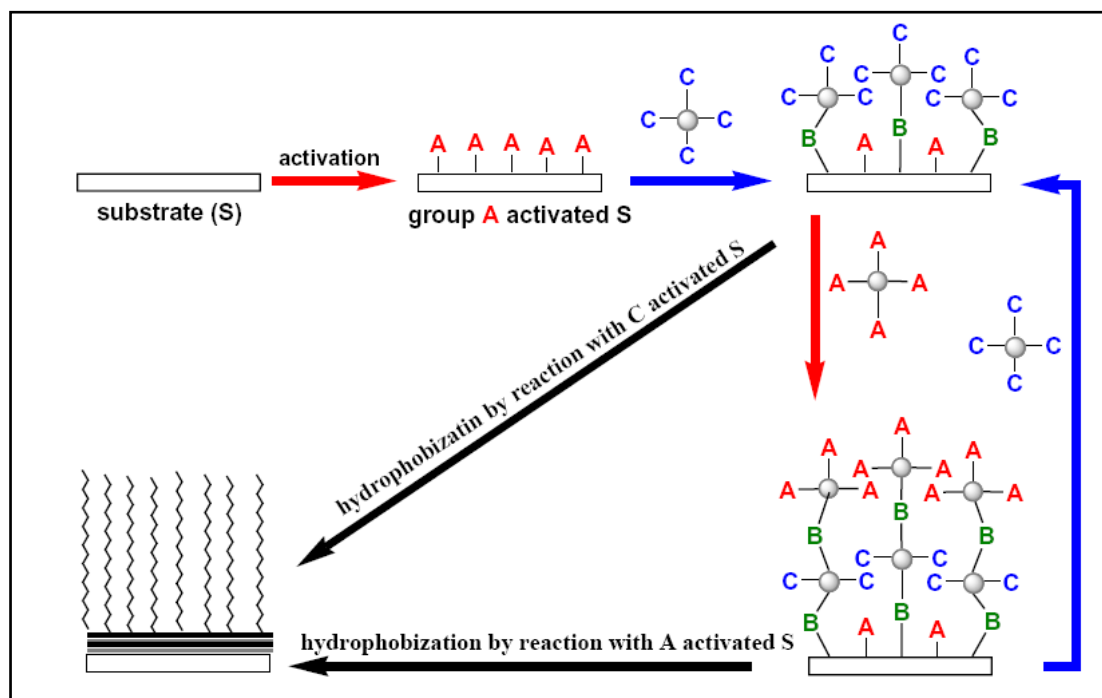 activation
substrate (S)
A A A A A
group A activated S
C
C C
C
C
C C C
C C
C C C C
B B B
A A
A
A A
A
C
C C
C
hydrophobizatin by reaction with C activated S
A
A A
A A
A A A A
B B B
C C
C C C C
B B B
A A
hydrophobization by reaction with A activated S